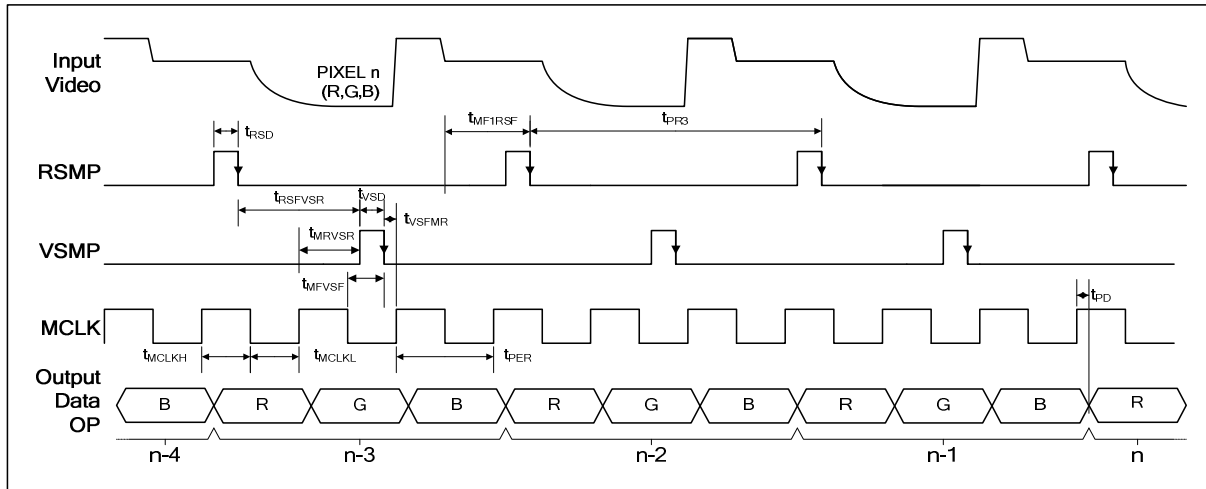 Input
Video
PIXEL n
(R,G,B)
tMF1RSF
tPR3
tRSD
RSMP
tRSFVSR
tVSD
tVSFMR
tMRVSR
VSMP
tMFVSF
tPD
MCLK
tMCLKH
tMCLKL
tPER
Output
Data
OP
B R G B R G B R G B R
n-4 n-3 n-2 n-1 n